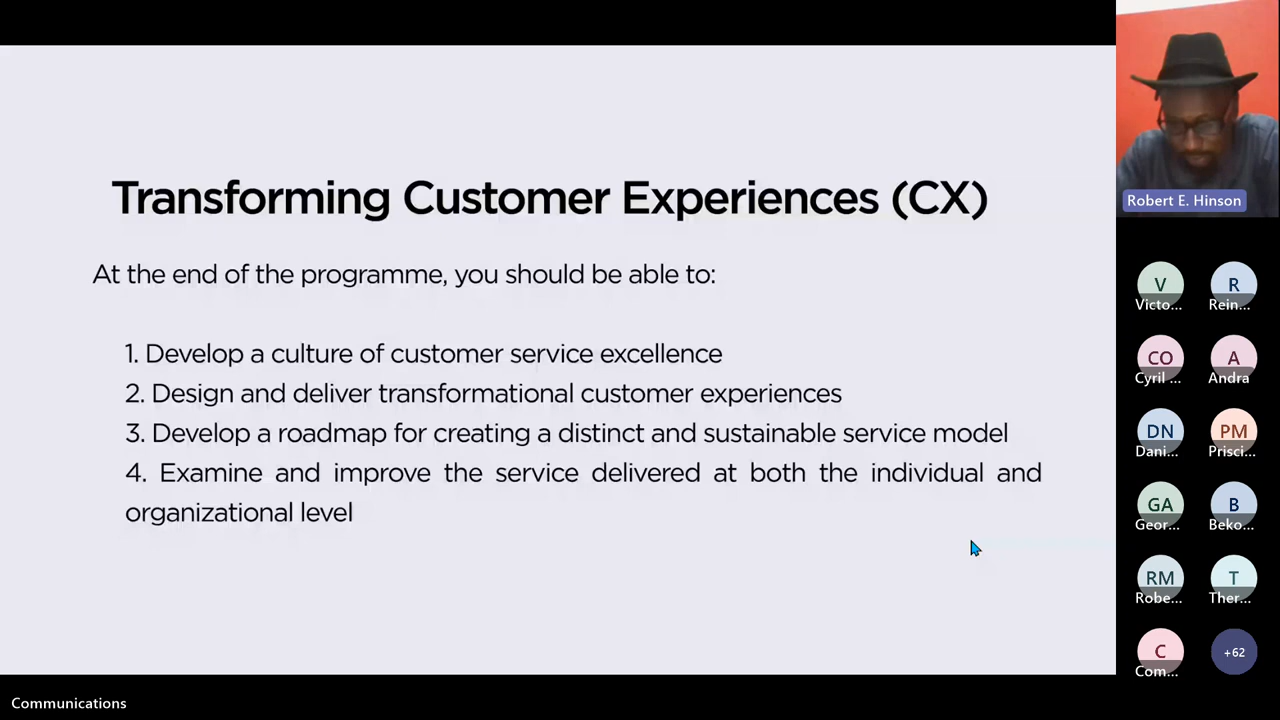 Transforming Customer Experiences (CX)
At the end of the programme, you should be able to:
1. Develop a culture of customer service excellence
2. Design and deliver transformational customer experiences
3. Develop a roadmap for creating a distinct and sustainable service model
4. Examine and improve the service delivered at both the individual and
organizational level
Robert E. Hinson
V
Victo...
R
Rein...
CO
Cyril ...
A
Andra
DN
Dani...
PM
Prisci...
GA
Geor...
B
Beko...
RM
Robe...
T
Ther...
C
Com...
+62
Communications